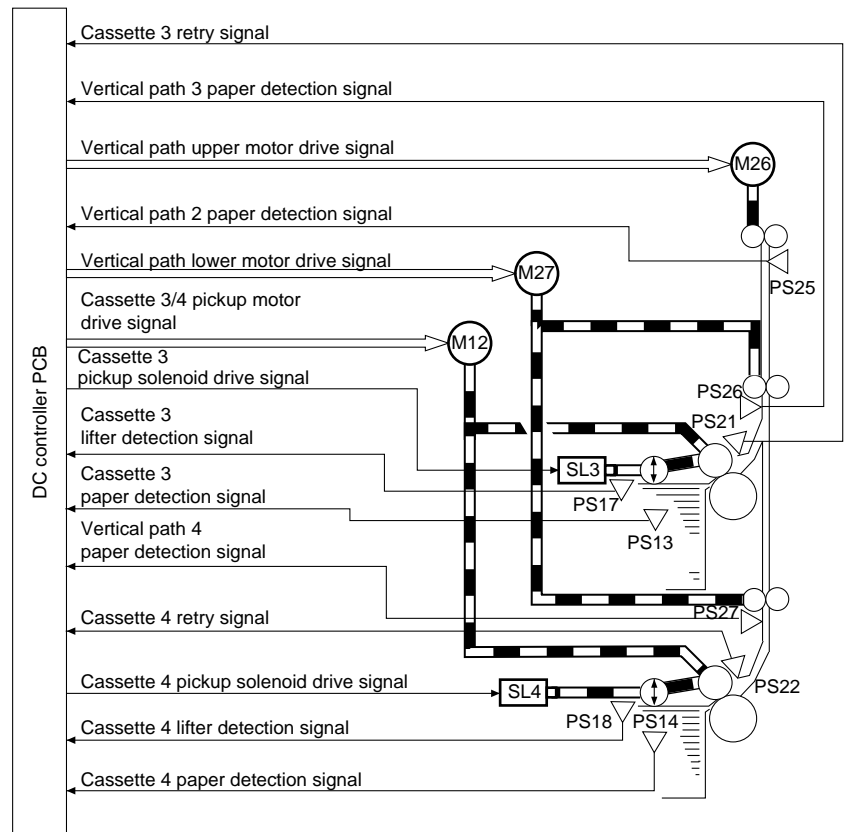 Cassette 3 retry signal
Vertical path 3 paper detection signal
Vertical path upper motor drive signal
M26
Vertical path 2 paper detection signal
Vertical path lower motor drive signal
M27
PS25
Cassette 3/4 pickup motor
drive signal
M12
Cassette 3
pickup solenoid drive signal
DC controller PCB
PS26
Cassette 3
lifter detection signal
PS21
SL3
Cassette 3
paper detection signal
PS17
PS13
Vertical path 4
paper detection signal
Cassette 4 retry signal
PS27
Cassette 4 pickup solenoid drive signal
SL4
PS22
Cassette 4 lifter detection signal
PS18
PS14
Cassette 4 paper detection signal